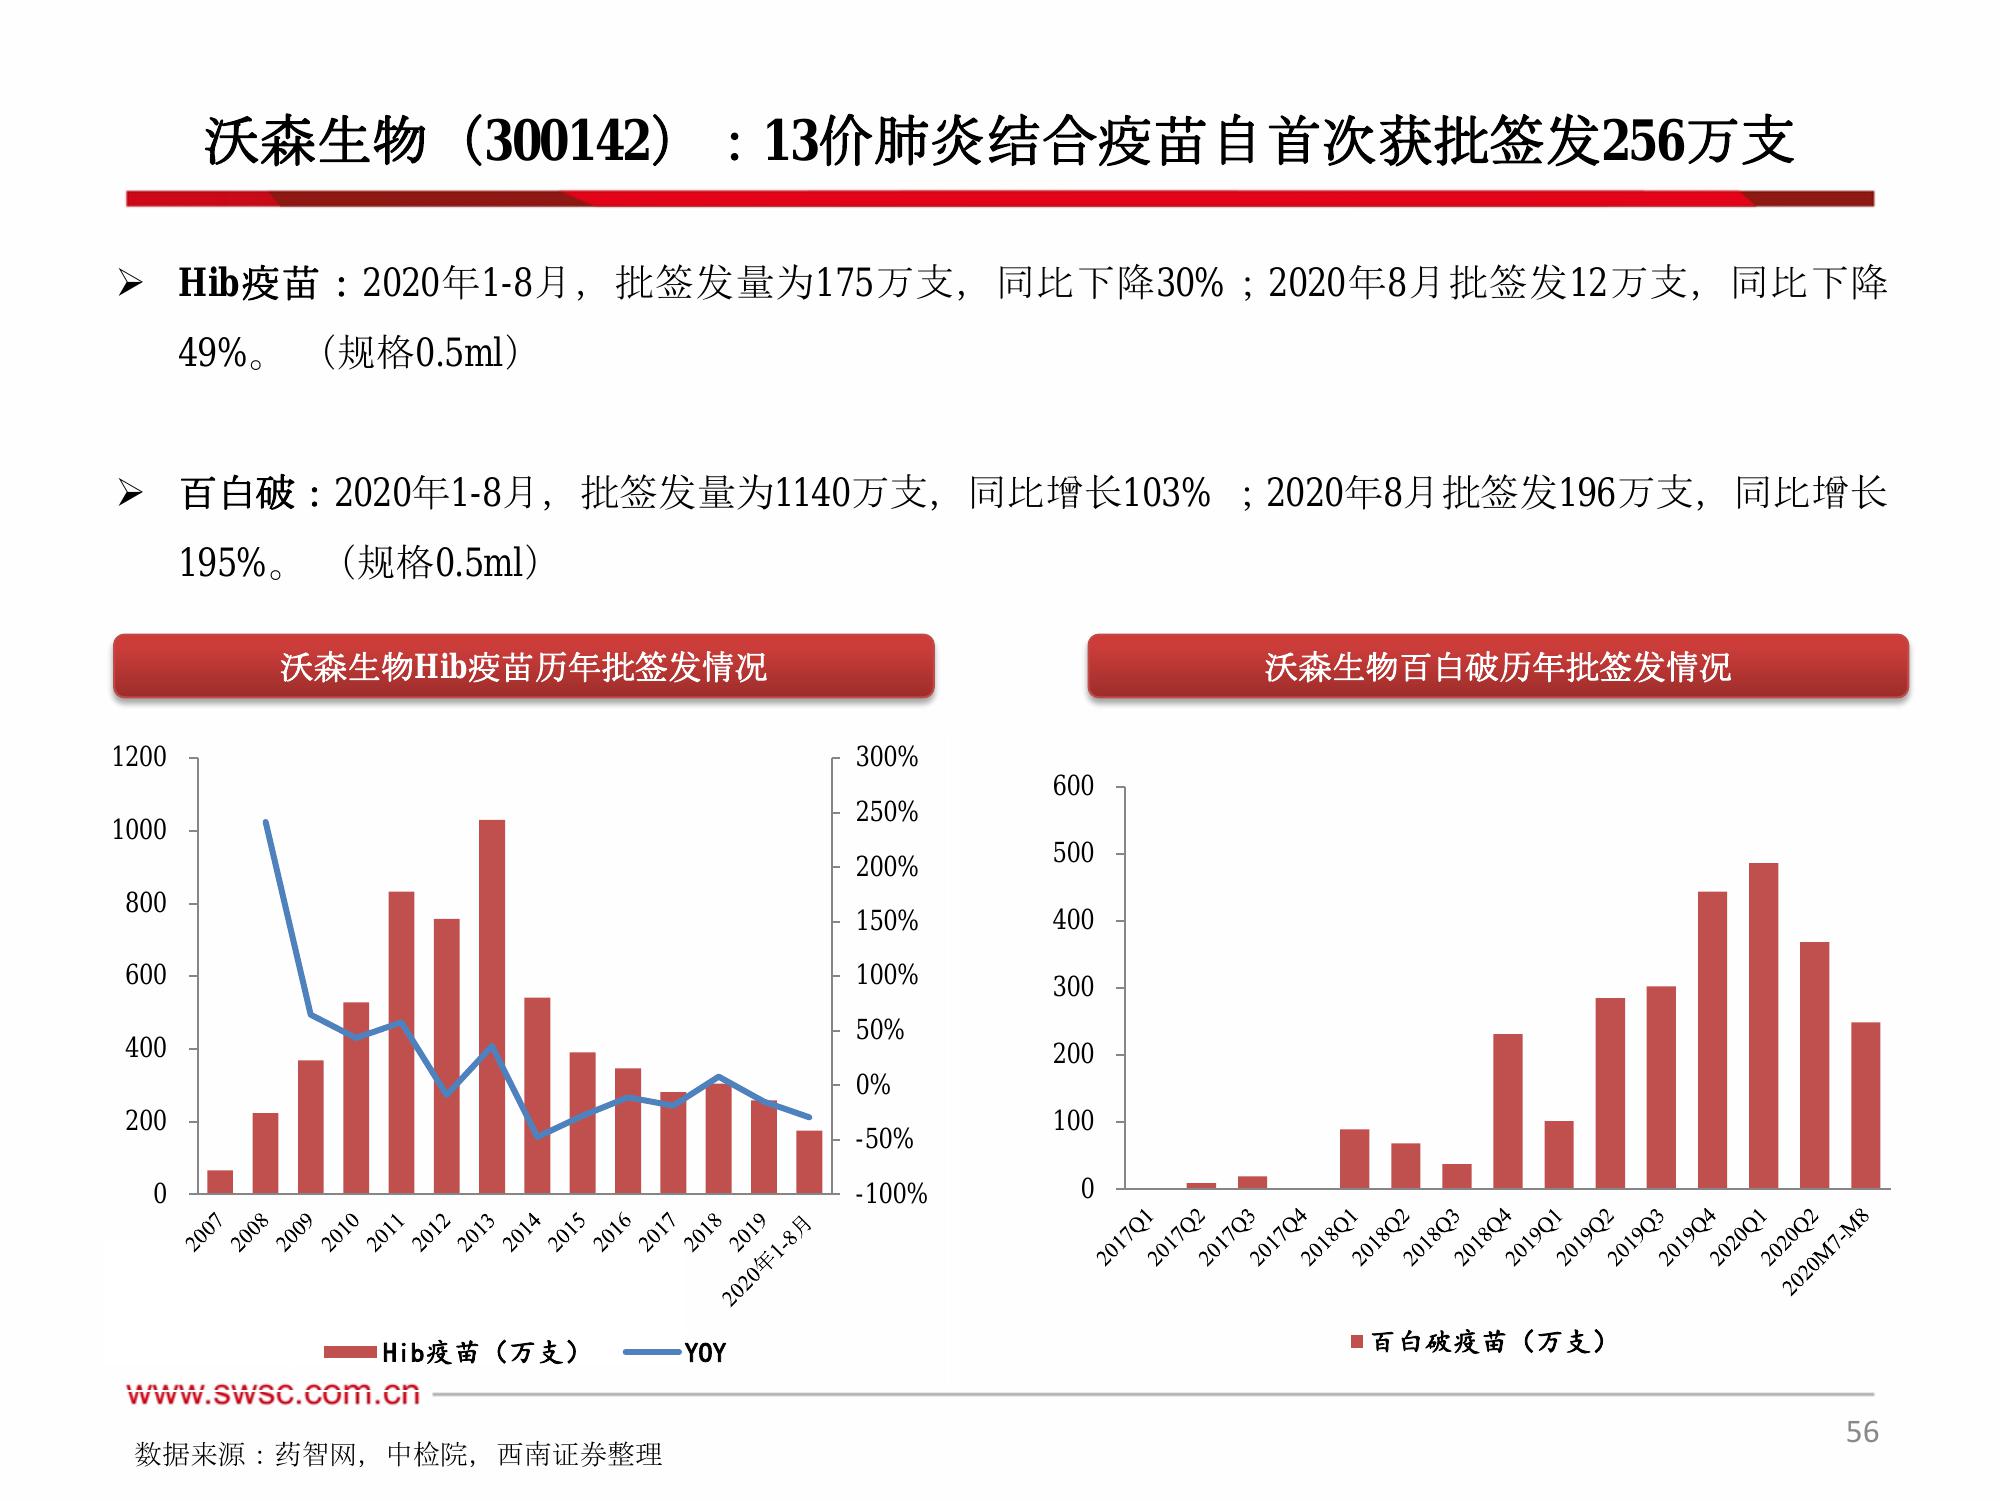 沃森生物（300142）：13价肺炎结合疫苗自首次获批签发256万支
➢ Hib疫苗：2020年1-8月，批签发量为175万支，同比下降30%；2020年8月批签发12万支，同比下降
49%。（规格0.5ml）
➢ 百白破：2020年1-8月，批签发量为1140万支，同比增长103% ；2020年8月批签发196万支，同比增长
195%。（规格0.5ml）
沃森生物Hib疫苗历年批签发情况
1200
1000
800
600
400
200
0
300%
250%
200%
150%
100%
50%
0%
-50%
-100%
2007
2008
2009
2010
2011
2012
2013
2014
2015
2016
2017
2018
2019
2020年1-8月
Hib疫苗（万支）
YOY
沃森生物百白破历年批签发情况
600
500
400
300
200
100
0
2017Q1
2017Q2
2017Q3
2017Q4
2018Q1
2018Q2
2018Q3
2018Q4
2019Q1
2019Q2
2019Q3
2019Q4
2020Q1
2020Q2
2020M7-M8
百白破疫苗（万支）
www.swsc.com.cn
数据来源：药智网，中检院，西南证券整理
56